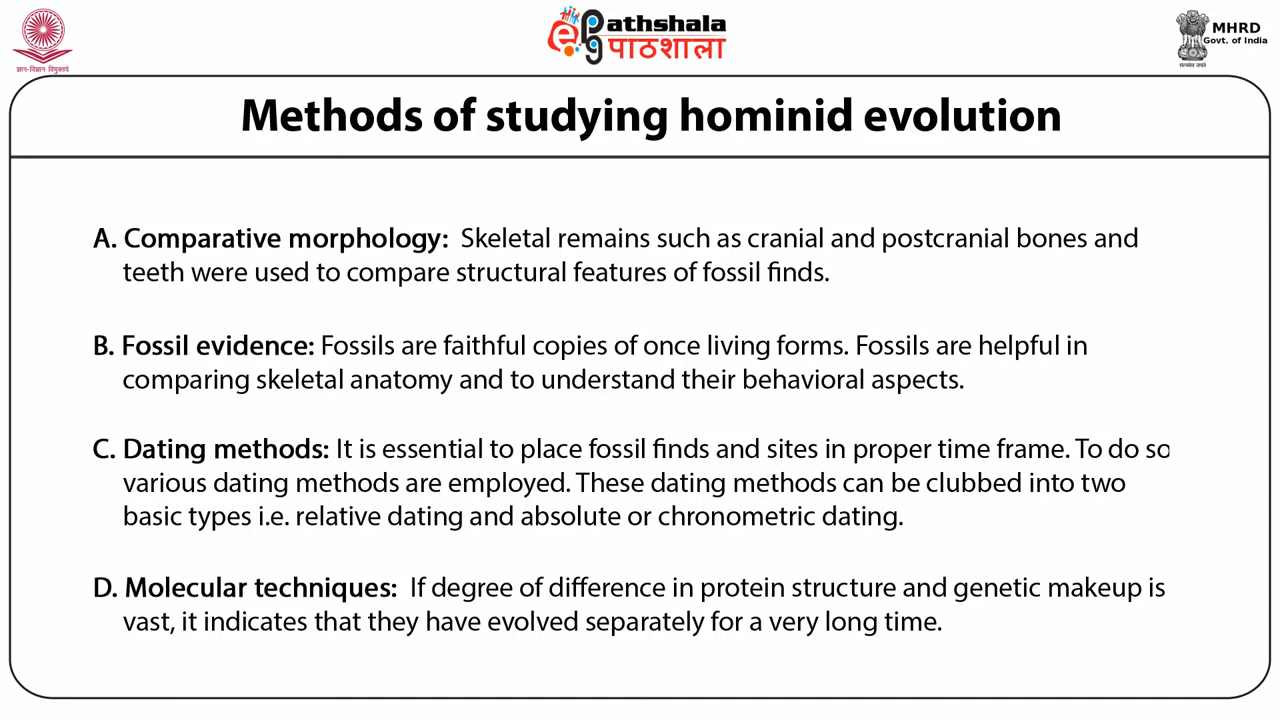 ePgathshala
पाठशाला
MHRD
Govt. of India
ज्ञान-विज्ञान विमुक्तये
सत्यमेव जयते
Methods of studying hominid evolution
A. Comparative morphology: Skeletal remains such as cranial and postcranial bones and
teeth were used to compare structural features of fossil finds.
B. Fossil evidence: Fossils are faithful copies of once living forms. Fossils are helpful in
comparing skeletal anatomy and to understand their behavioral aspects.
C. Dating methods: It is essential to place fossil finds and sites in proper time frame. To do so
various dating methods are employed. These dating methods can be clubbed into two
basic types i.e. relative dating and absolute or chronometric dating.
D. Molecular techniques: If degree of difference in protein structure and genetic makeup is
vast, it indicates that they have evolved separately for a very long time.